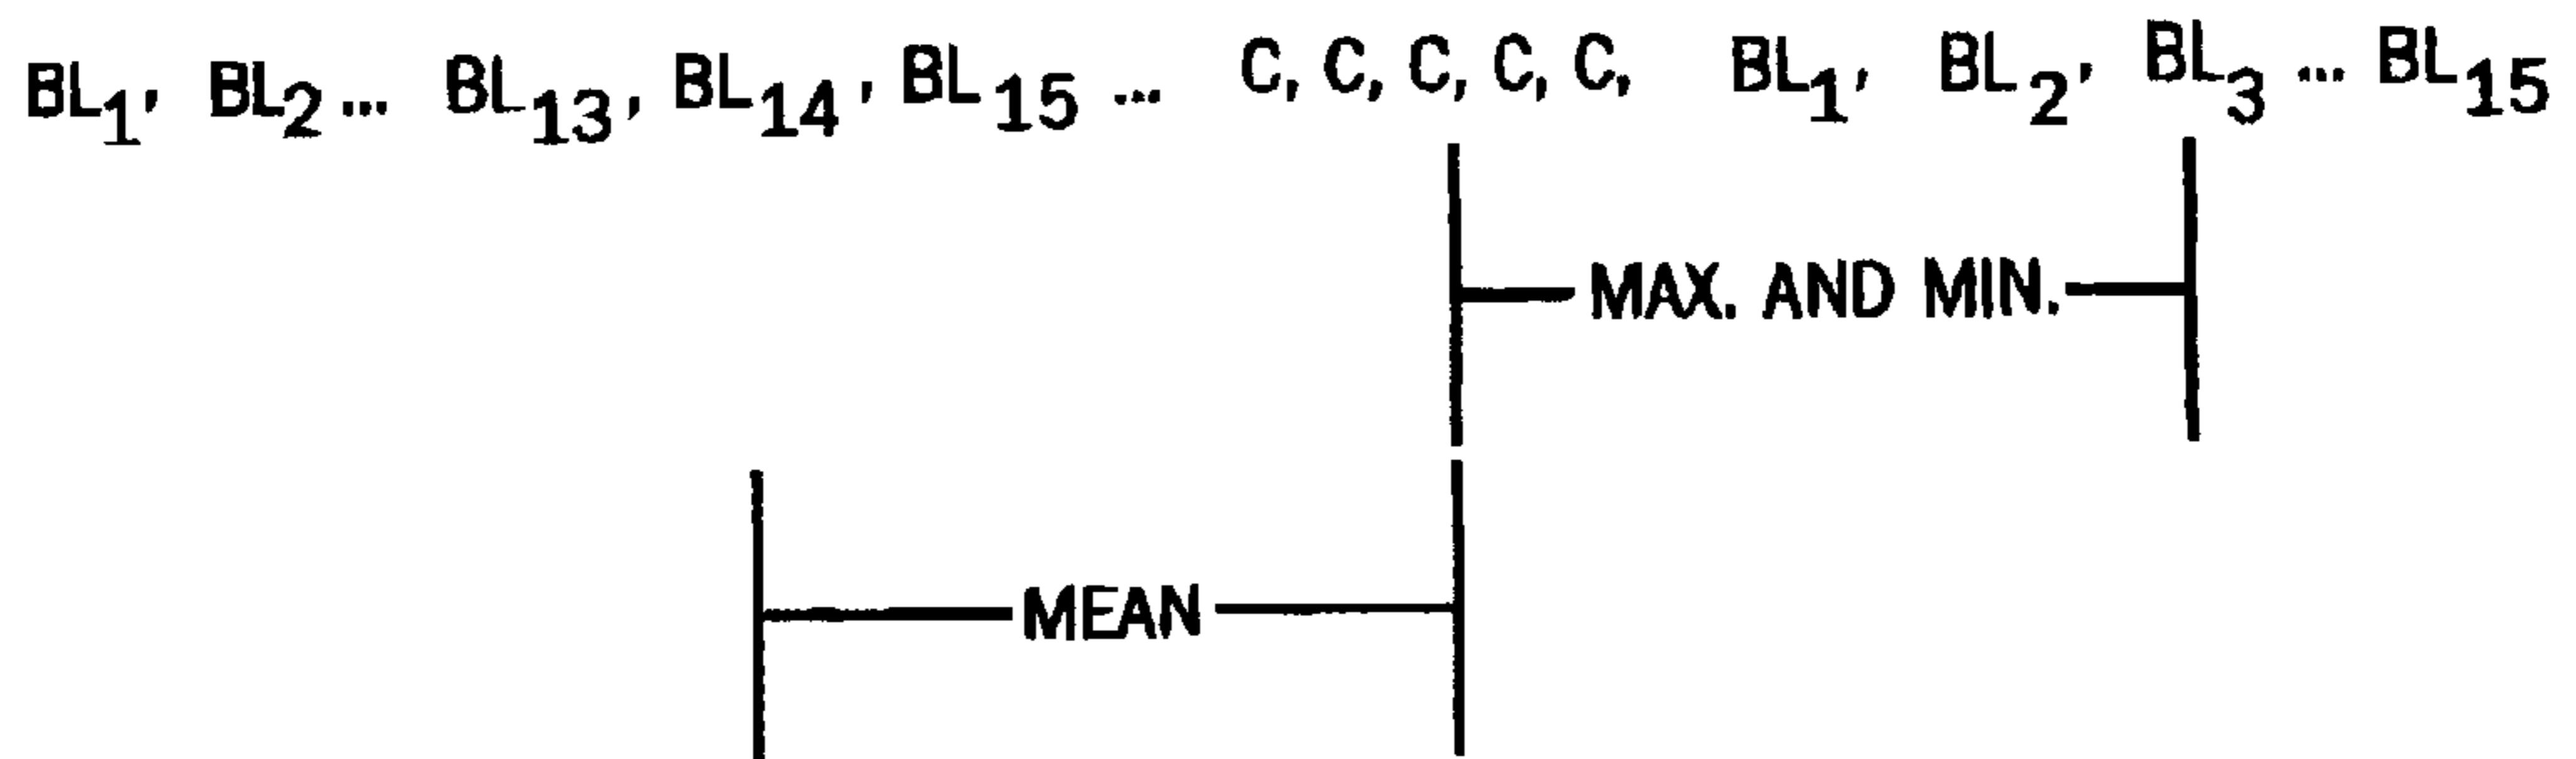 BL₁, BL₂... BL₁₃, BL₁₄, BL₁₅ ... C, C, C, C, C, BL₁, BL₂, BL₃ ... BL₁₅
MAX. AND MIN.
MEAN